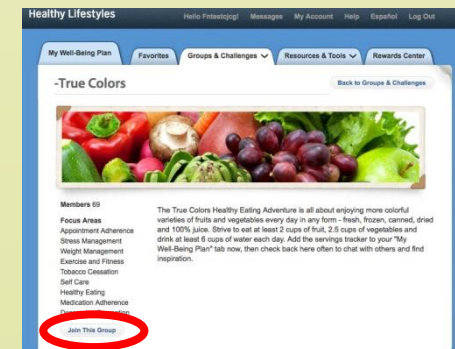 Healthy Lifestyles
Hello Fntestojcg! Messages My Account Help Español Log Out
My Well-Being Plan Favorites Groups & Challenges Resources & Tools Rewards Center
-True Colors
Back to Groups & Challenges
Members 69
Focus Areas
Appointment Adherence
Stress Management
Weight Management
Exercise and Fitness
Tobacco Cessation
Self Care
Healthy Eating
Medication Adherence
Join This Group
The True Colors Healthy Eating Adventure is all about enjoying more colorful
varieties of fruits and vegetables every day in any form - fresh, frozen, canned, dried
and 100% juice. Strive to eat at least 2 cups of fruit, 2.5 cups of vegetables and
drink at least 6 cups of water each day. Add the servings tracker to your "My
Well-Being Plan" tab now, then check back here often to chat with others and find
inspiration.